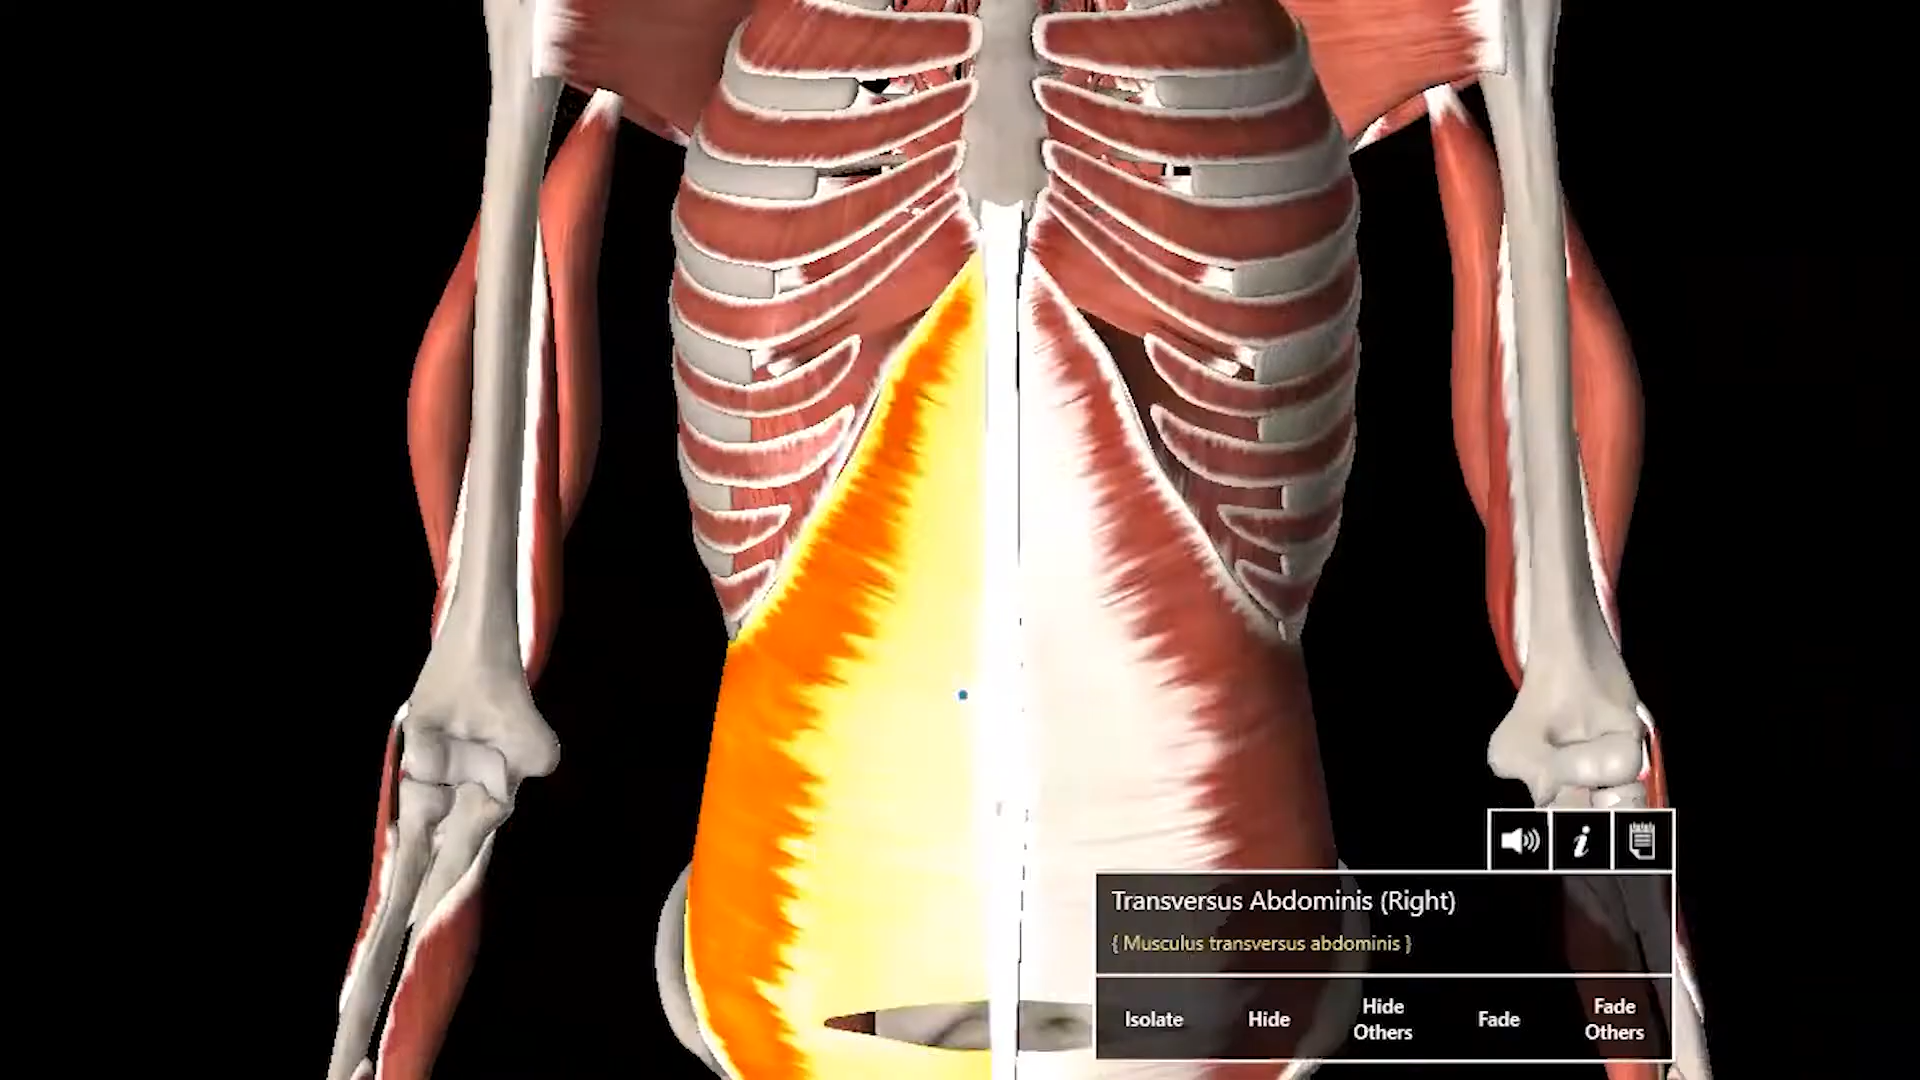 Transversus Abdominis (Right)
{ Musculus transversus abdominis }
Isolate
Hide
Hide
Others
Fade
Fade
Others